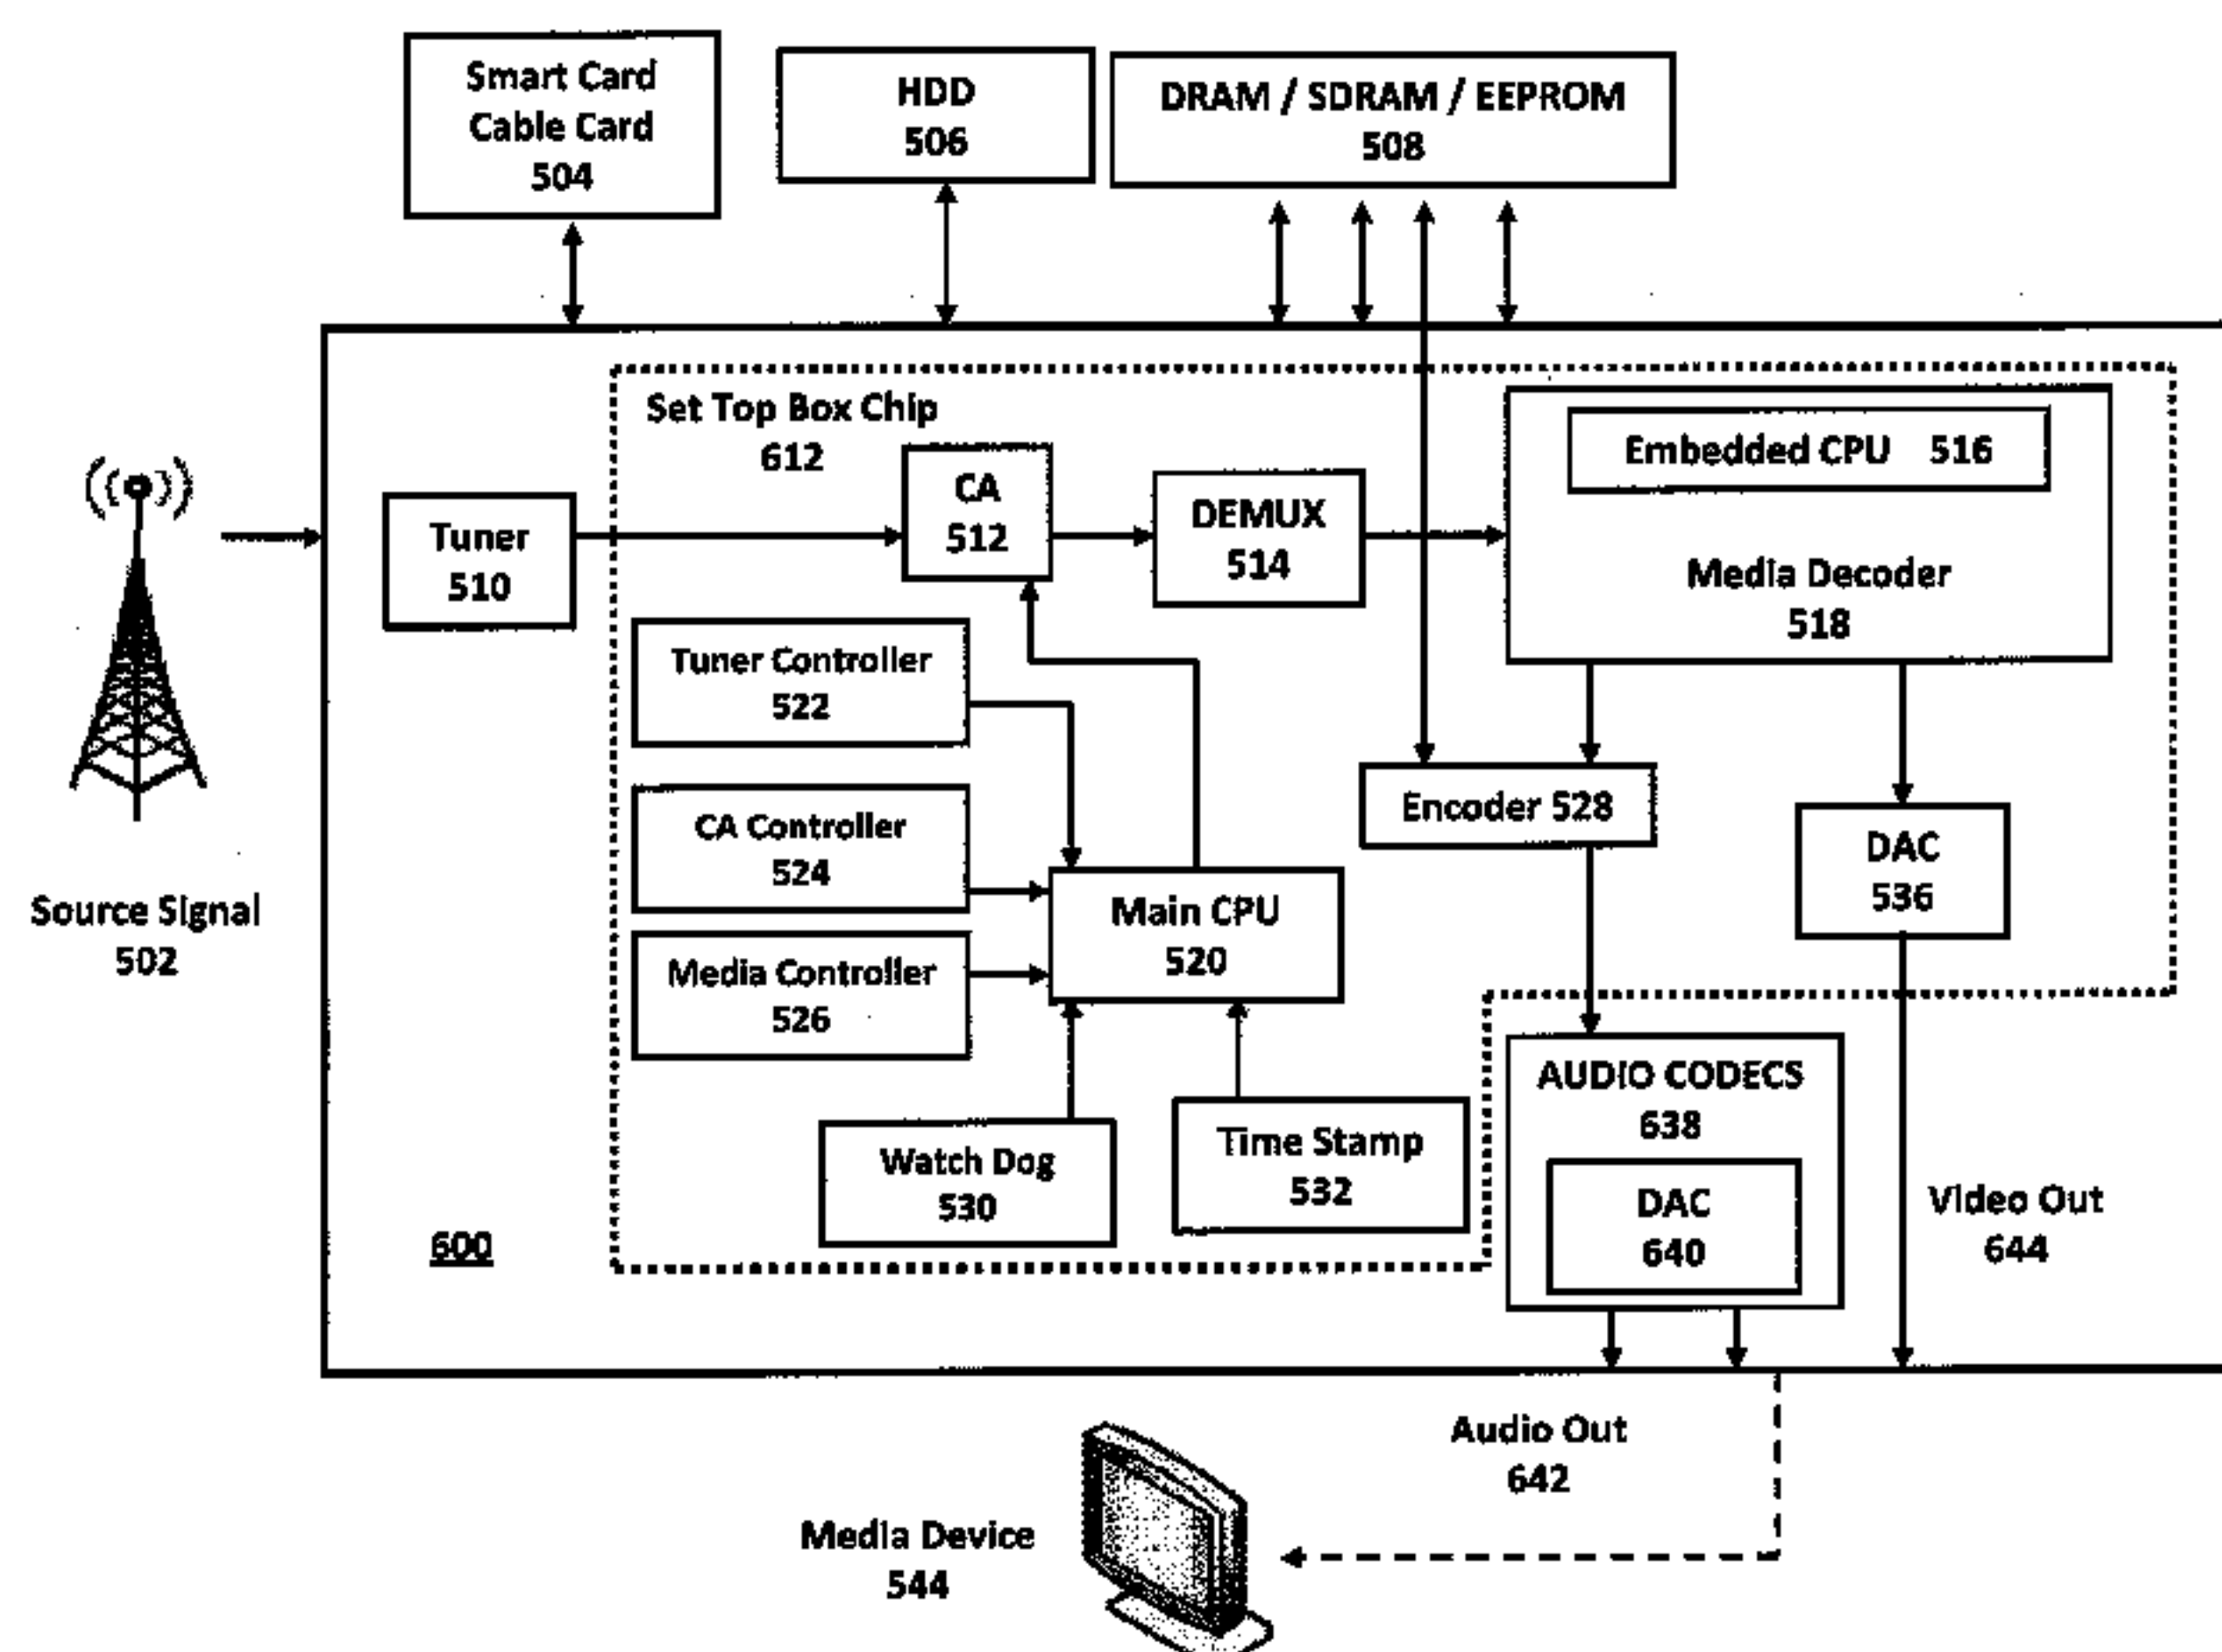 Smart Card
Cable Card
504
HDD
506
DRAM / SDRAM / EEPROM
508
Set Top Box Chip
612
CA
512
DEMUX
514
Embedded CPU 516
Media Decoder
518
Tuner
510
Tuner Controller
522
CA Controller
524
Media Controller
526
Main CPU
520
Encoder 528
DAC
536
Source Signal
502
Watch Dog
530
Time Stamp
532
AUDIO CODECS
638
DAC
640
Video Out
644
600
Audio Out
642
Media Device
544